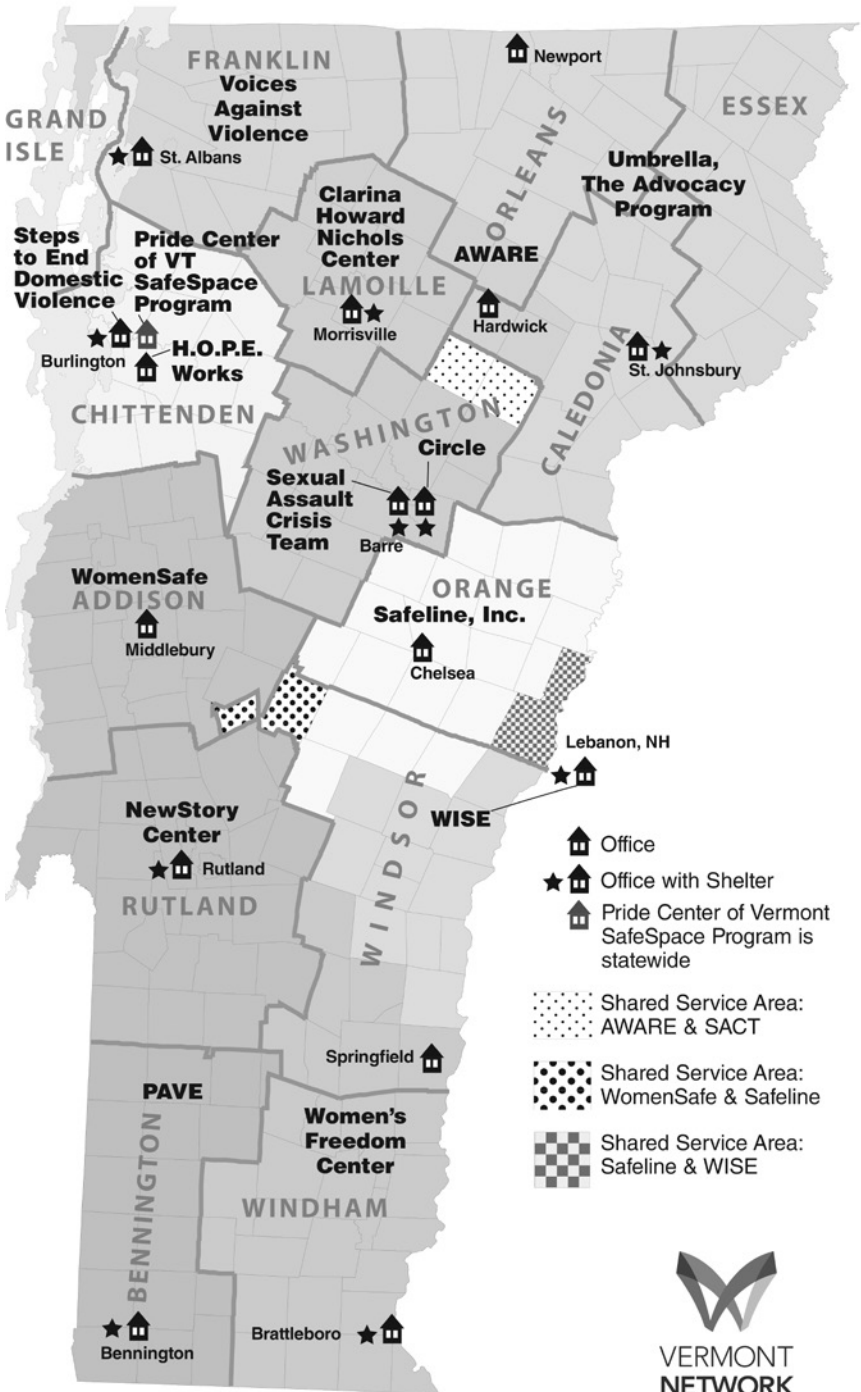 Newport
FRANKLIN
Voices
Against
Violence
GRAND
ISLE
St. Albans
ESSEX
ORLEANS
Umbrella,
The Advocacy
Program
Clarina
Howard
Nichols
Center
LAMOILLE
Morrisville
AWARE
Hardwick
Steps
to End
Domestic
Violence
Pride Center
of VT
SafeSpace
Program
Burlington
H.O.P.E.
Works
CHITTENDEN
St. Johnsbury
CALEDONIA
WASHINGTON
Circle
Sexual
Assault
Crisis
Team
Barre
WomenSafe
ADDISON
Middlebury
ORANGE
Safeline, Inc.
Chelsea
Lebanon, NH
WISE
WINDSOR
NewStory
Center
Rutland
RUTLAND
Office
Office with Shelter
Pride Center of Vermont
SafeSpace Program is
statewide
Shared Service Area:
AWARE & SACT
Shared Service Area:
WomenSafe & Safeline
Shared Service Area:
Safeline & WISE
Springfield
PAVE
BENNINGTON
Bennington
Women's
Freedom
Center
WINDHAM
Brattleboro
VERMONT
NETWORK